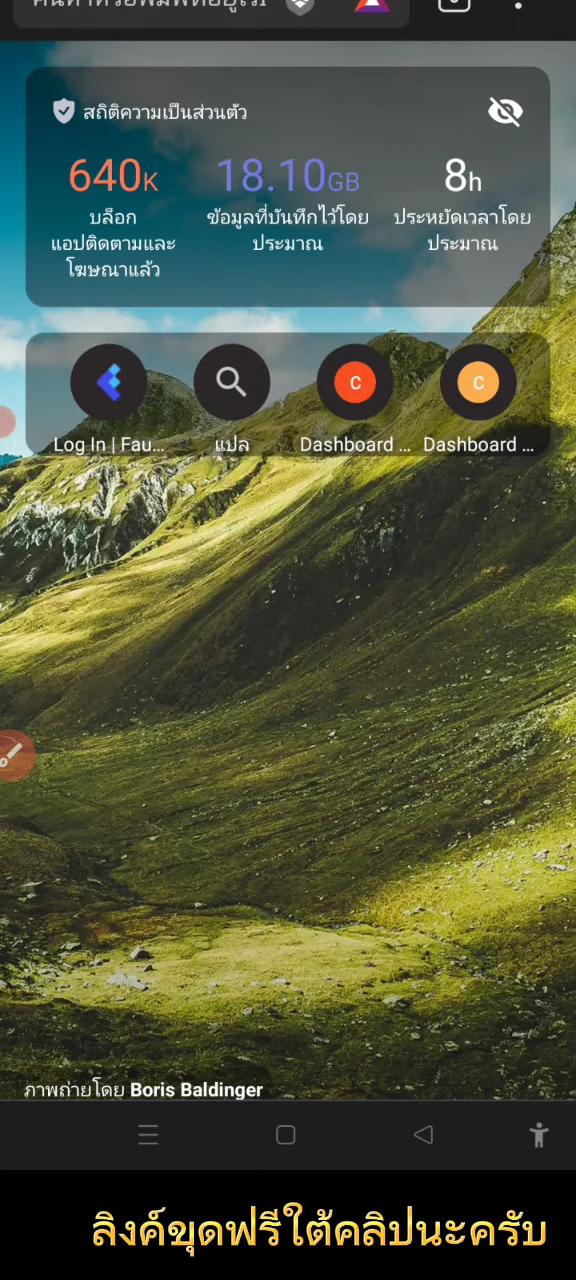 สถิติความเป็นส่วนตัว
640K
18.10GB
8h
บล็อก
แอปติดตามและ
โฆษณาแล้ว
ข้อมูลที่บันทึกไว้โดย
ประมาณ
ประหยัดเวลาโดย
ประมาณ
C
C
Log In | Fau...
แปล
Dashboard ...
Dashboard ...
ภาพถ่ายโดย Boris Baldinger
ลิงค์ขุดฟรีใต้คลิปนะครับ